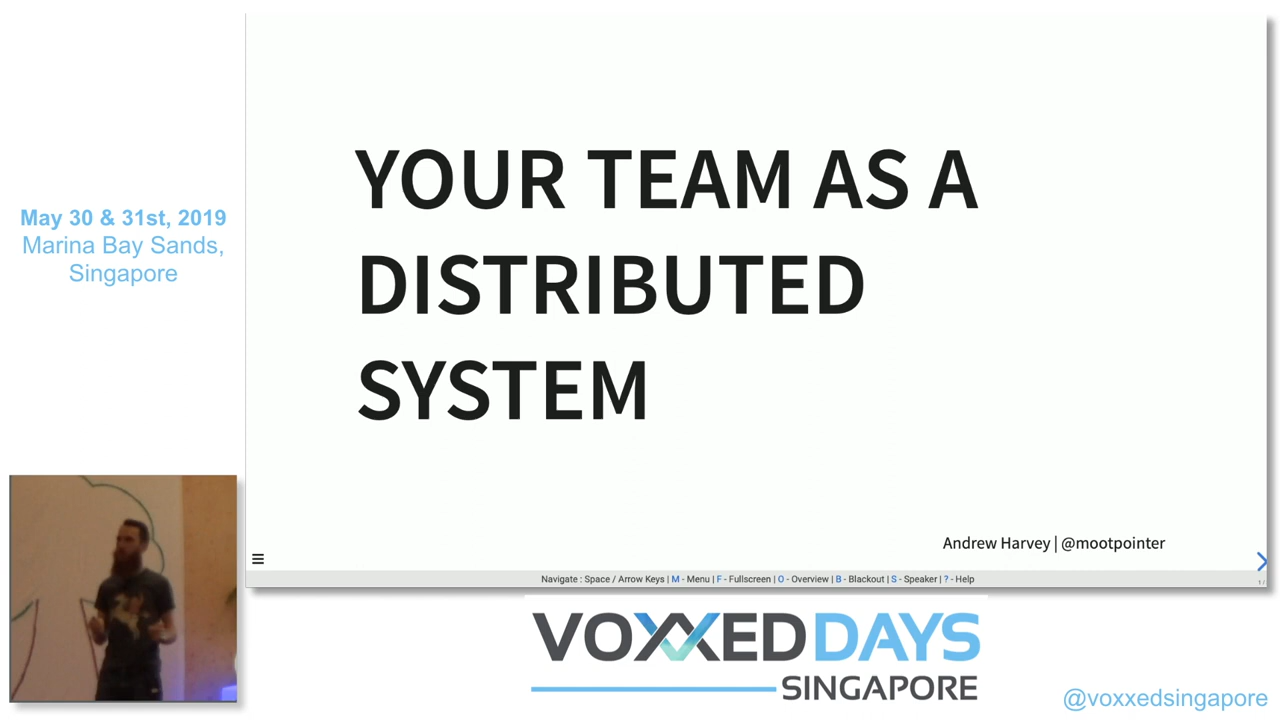 May 30 & 31st, 2019
Marina Bay Sands,
Singapore
YOUR TEAM AS A
DISTRIBUTED
SYSTEM
Andrew Harvey | @mootpointer
Navigate : Space / Arrow Keys | M - Menu | F - Fullscreen | O - Overview | B - Blackout | S - Speaker | ? - Help
VOXXED DAYS
SINGAPORE
@voxxedsingapore